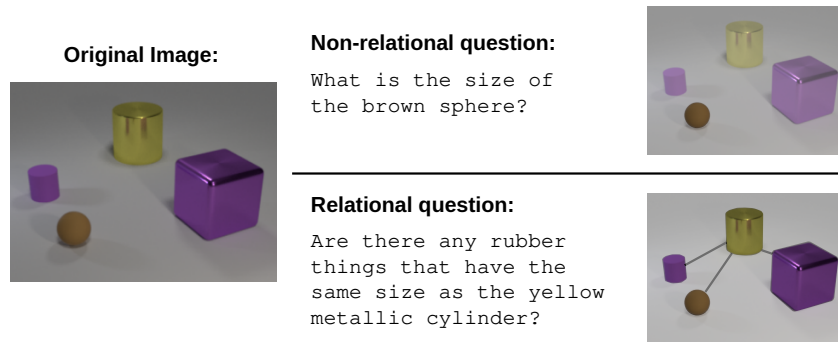 Original Image:
Non-relational question:
What is the size of
the brown sphere?
Relational question:
Are there any rubber
things that have the
same size as the yellow
metallic cylinder?